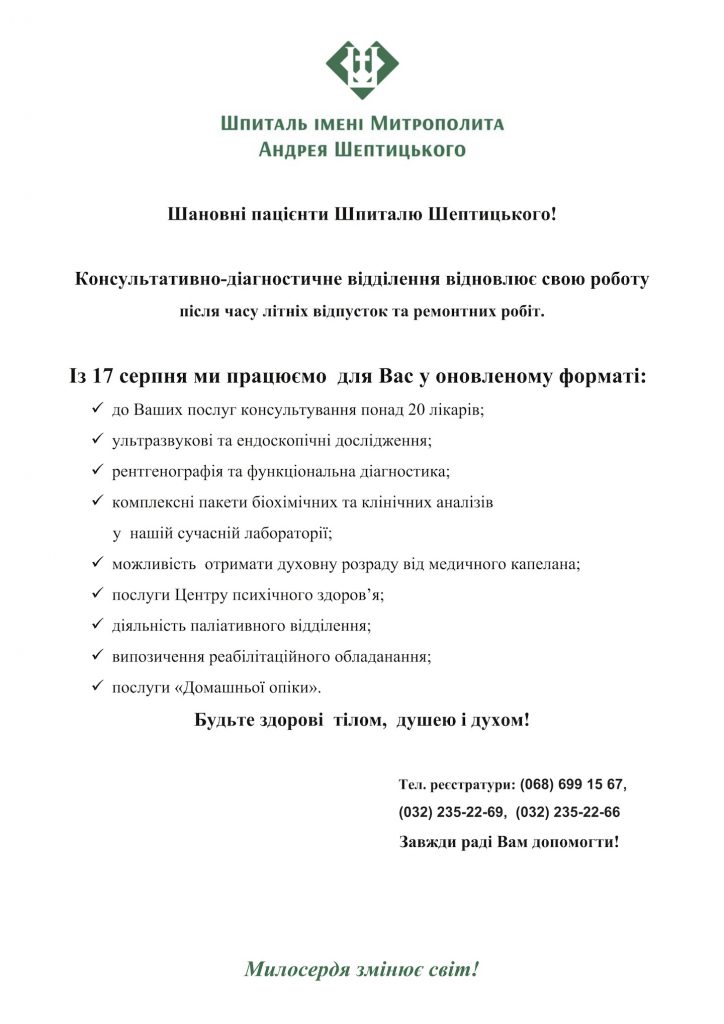 Шпиталь імені Митрополита
Андрея Шептицького
Шановні пацієнти Шпиталю Шептицького!
Консультативно-діагностичне відділення відновлює свою роботу
після часу літніх відпусток та ремонтних робіт.
Із 17 серпня ми працюємо для Вас у оновленому форматі:
✓ до Ваших послуг консультування понад 20 лікарів;
✓ ультразвукові та ендоскопічні дослідження;
✓ рентгенографія та функціональна діагностика;
✓ комплексні пакети біохімічних та клінічних аналізів
у нашій сучасній лабораторії;
✓ можливість отримати духовну розраду від медичного капелана;
✓ послуги Центру психічного здоров’я;
✓ діяльність паліативного відділення;
✓ випозичення реабілітаційного обладанання;
✓ послуги «Домашньої опіки».
Будьте здорові тілом, душею і духом!
Тел. реєстратури: (068) 699 15 67,
(032) 235-22-69, (032) 235-22-66
Завжди раді Вам допомогти!
Милосердя змінює світ!